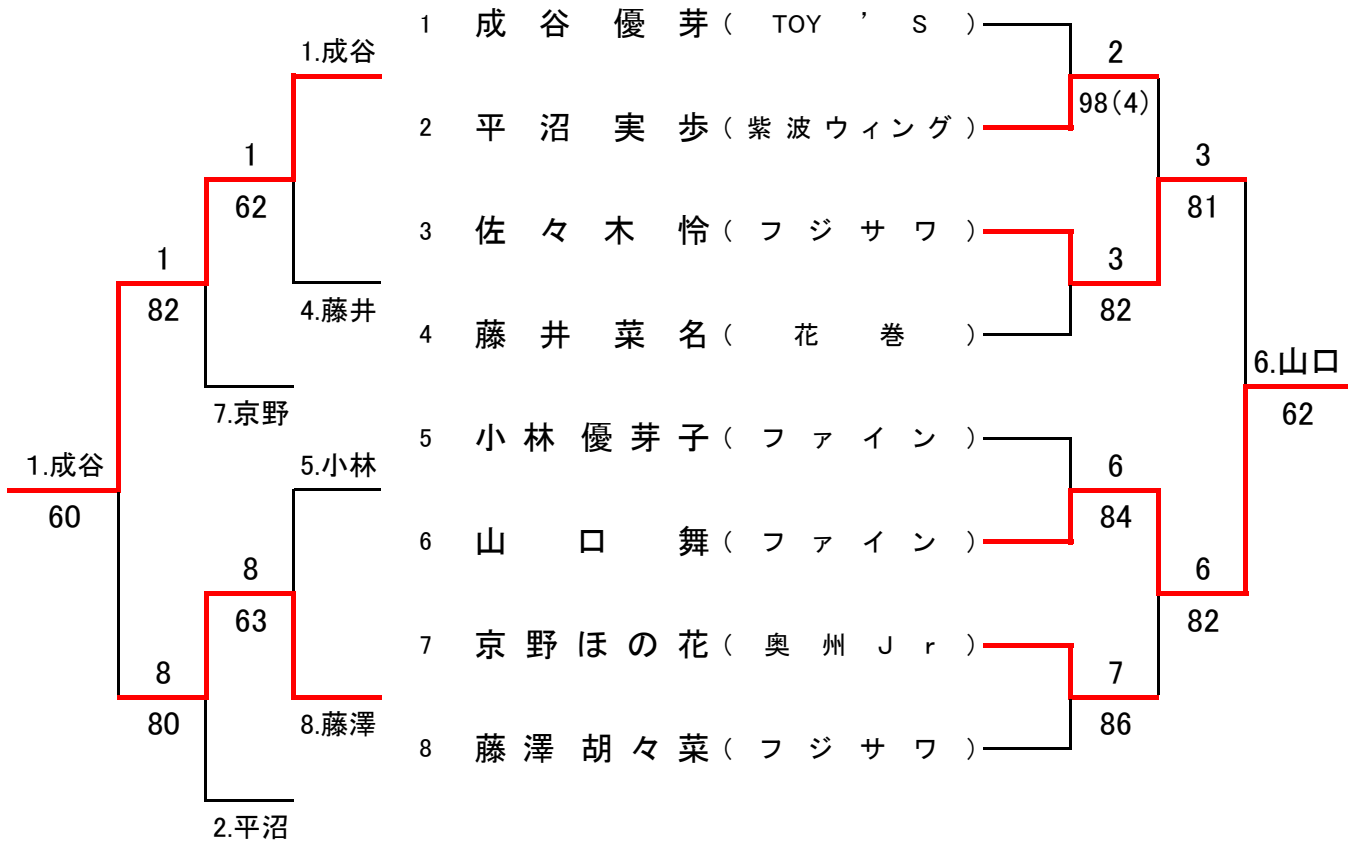 1 成谷優芽(TOY'S)
1.成谷
2
98(4)
2 平沼実歩(紫波ウィング)
1
3
62
81
3 佐々木怜(フジサワ)
1
3
82
4.藤井
82
4 藤井菜名(花巻)
6.山口
7.京野
62
5 小林優芽子(ファイン)
1.成谷
5.小林
6
60
84
6 山口舞(ファイン)
8
6
63
82
7 京野ほの花(奥州Jr)
8
7
80
8.藤澤
86
8 藤澤胡々菜(フジサワ)
2.平沼